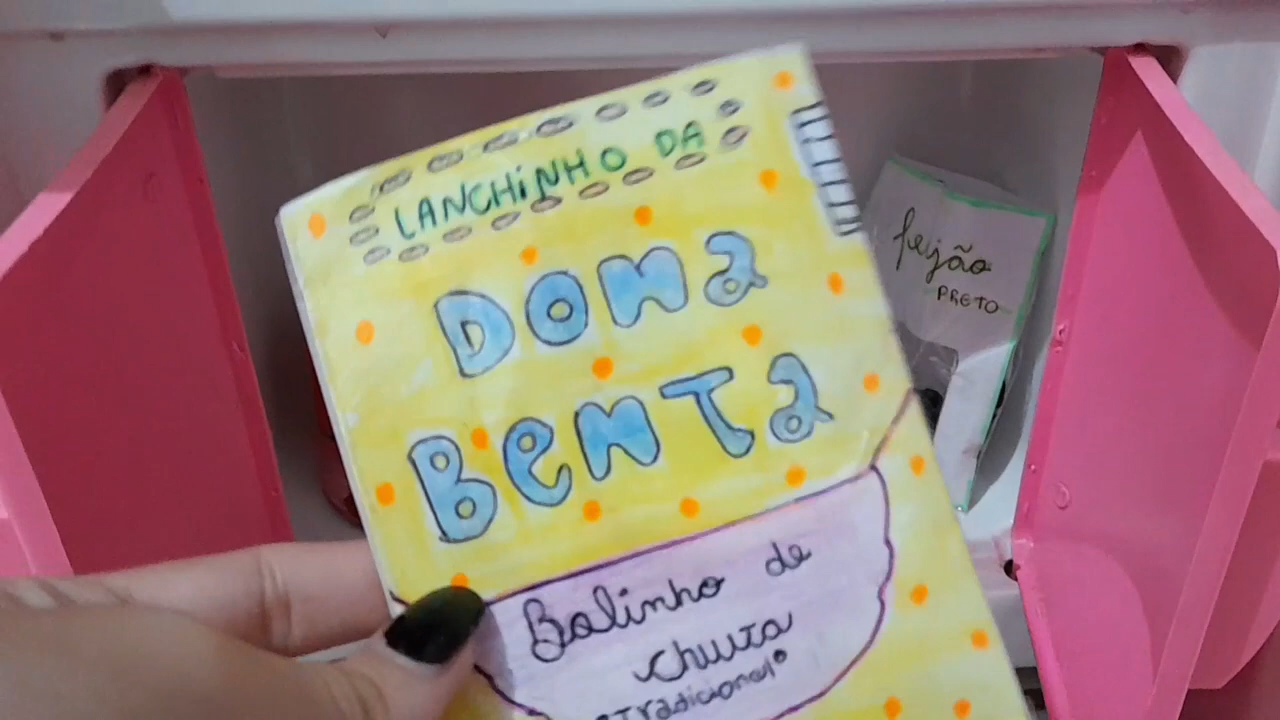 LANCHiNHO DA
DONA
BeNTa
Bolinho de
chuva
•Tradicional•
feijão
PRETO